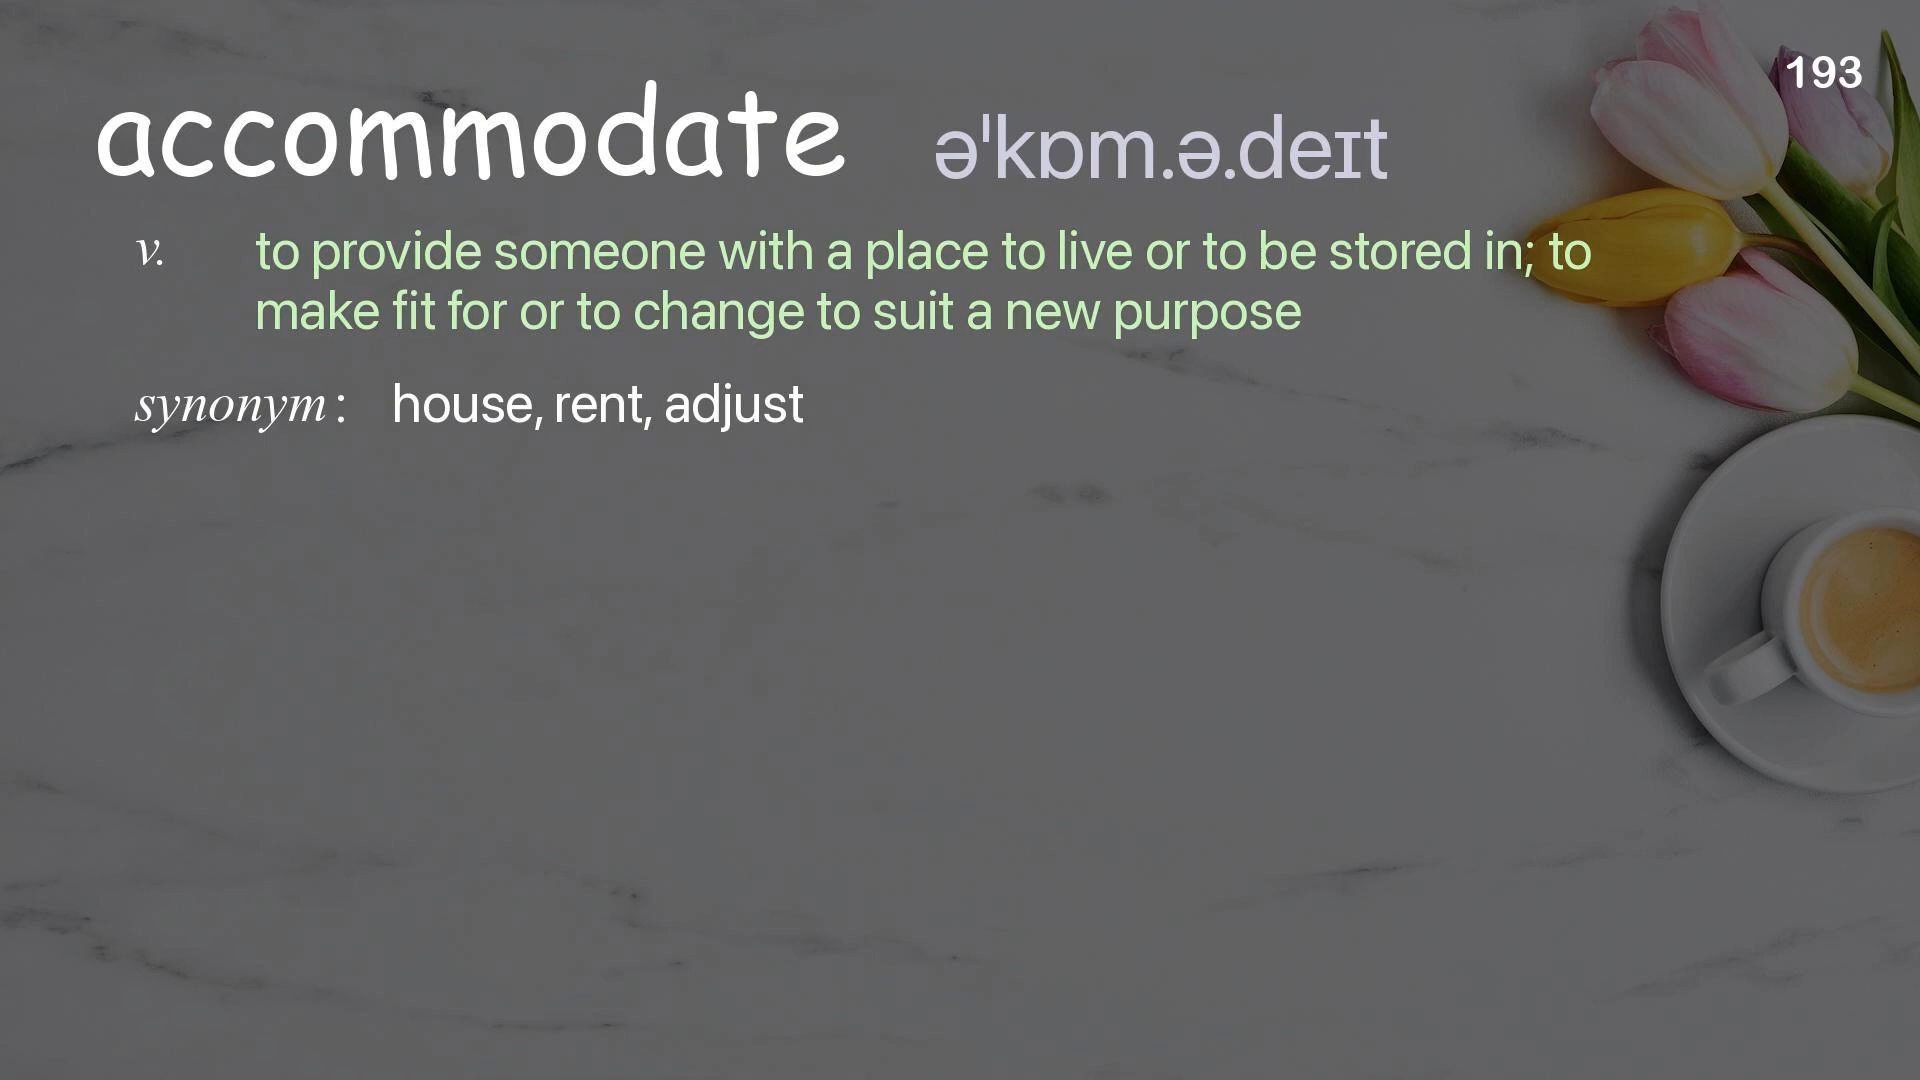 193
accommodate əˈkɒm.ə.deɪt
v. to provide someone with a place to live or to be stored in; to
make fit for or to change to suit a new purpose
synonym : house, rent, adjust